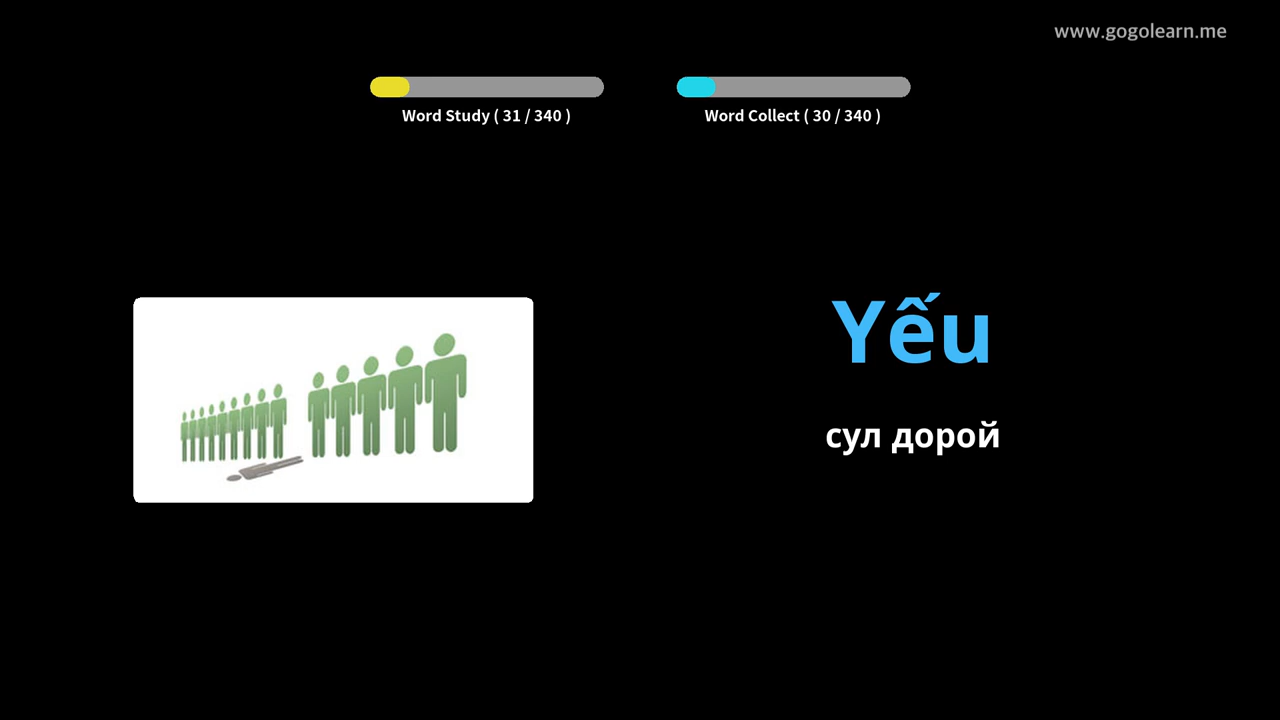 www.gogolearn.me
Word Study ( 31 / 340 )
Word Collect ( 30 / 340 )
Yếu
сул дорой